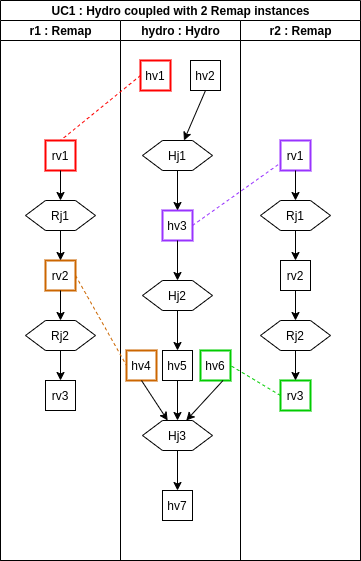 UC1 : Hydro coupled with 2 Remap instances
r1 : Remap hydro : Hydro r2 : Remap
hv1 hv2
rv1 Hj1 rv1
Rj1 hv3 Rj1
rv2 Hj2 rv2
Rj2 Rj2
hv4 hv5 hv6
rv3 rv3
Hj3
hv7